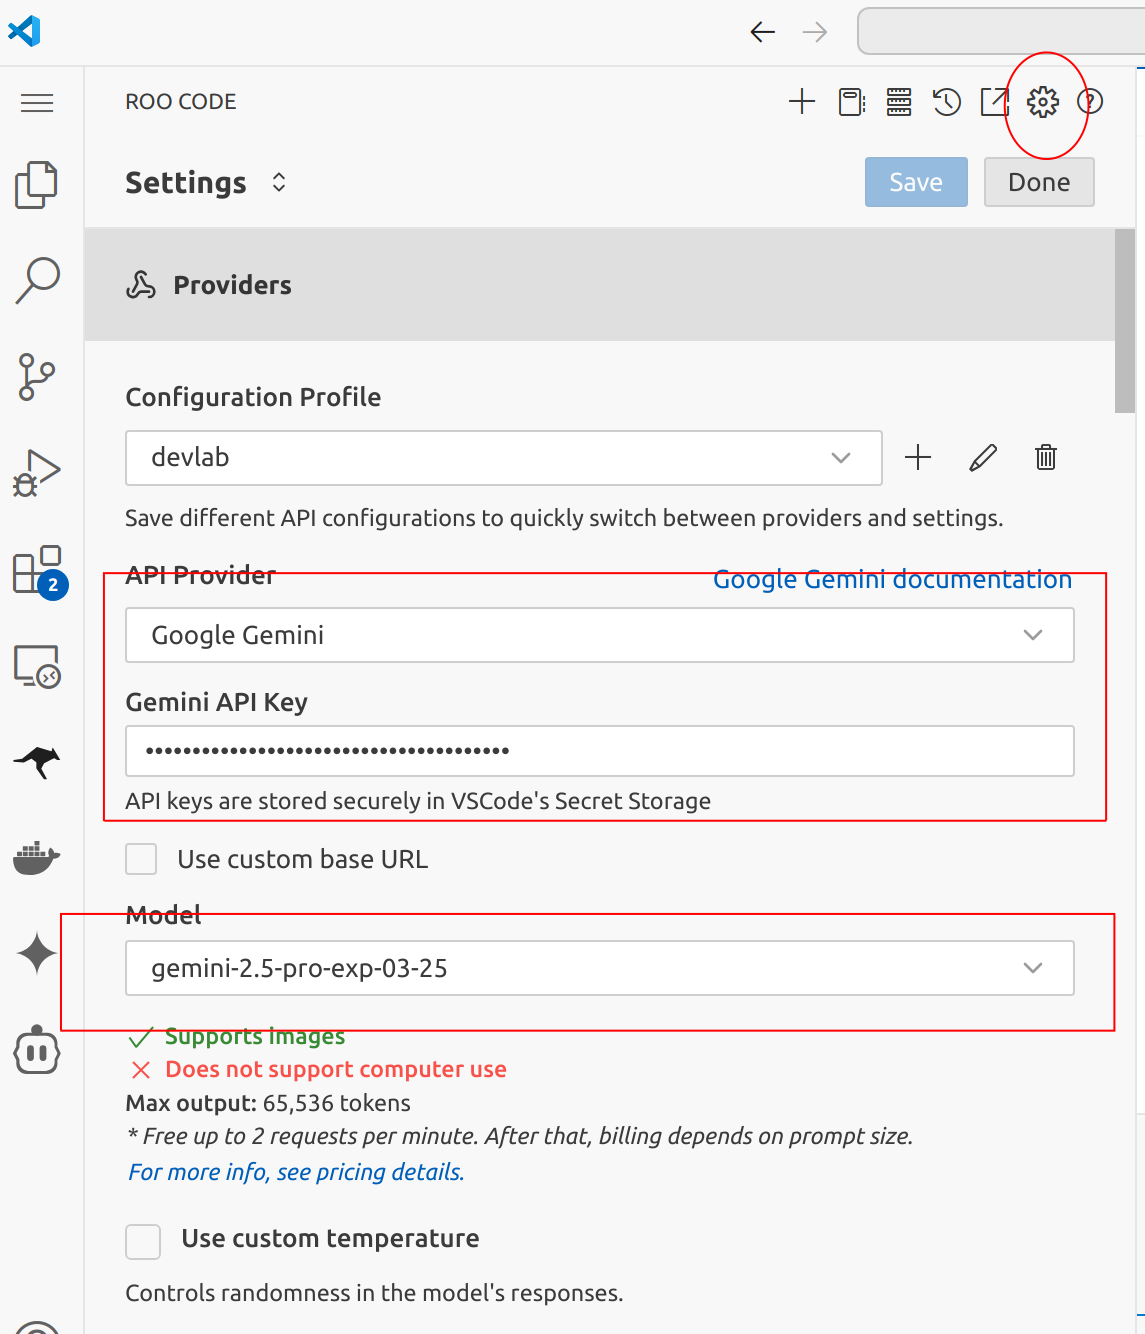 ROO CODE
Settings
Save
Done
Providers
Configuration Profile
devlab
Save different API configurations to quickly switch between providers and settings.
API Provider
Google Gemini documentation
Google Gemini
Gemini API Key
••••••••••••••••••••••••••••••••••••••
API keys are stored securely in VSCode's Secret Storage
Use custom base URL
Model
gemini-2.5-pro-exp-03-25
Supports images
Does not support computer use
Max output: 65,536 tokens
* Free up to 2 requests per minute. After that, billing depends on prompt size.
For more info, see pricing details.
Use custom temperature
Controls randomness in the model's responses.
2